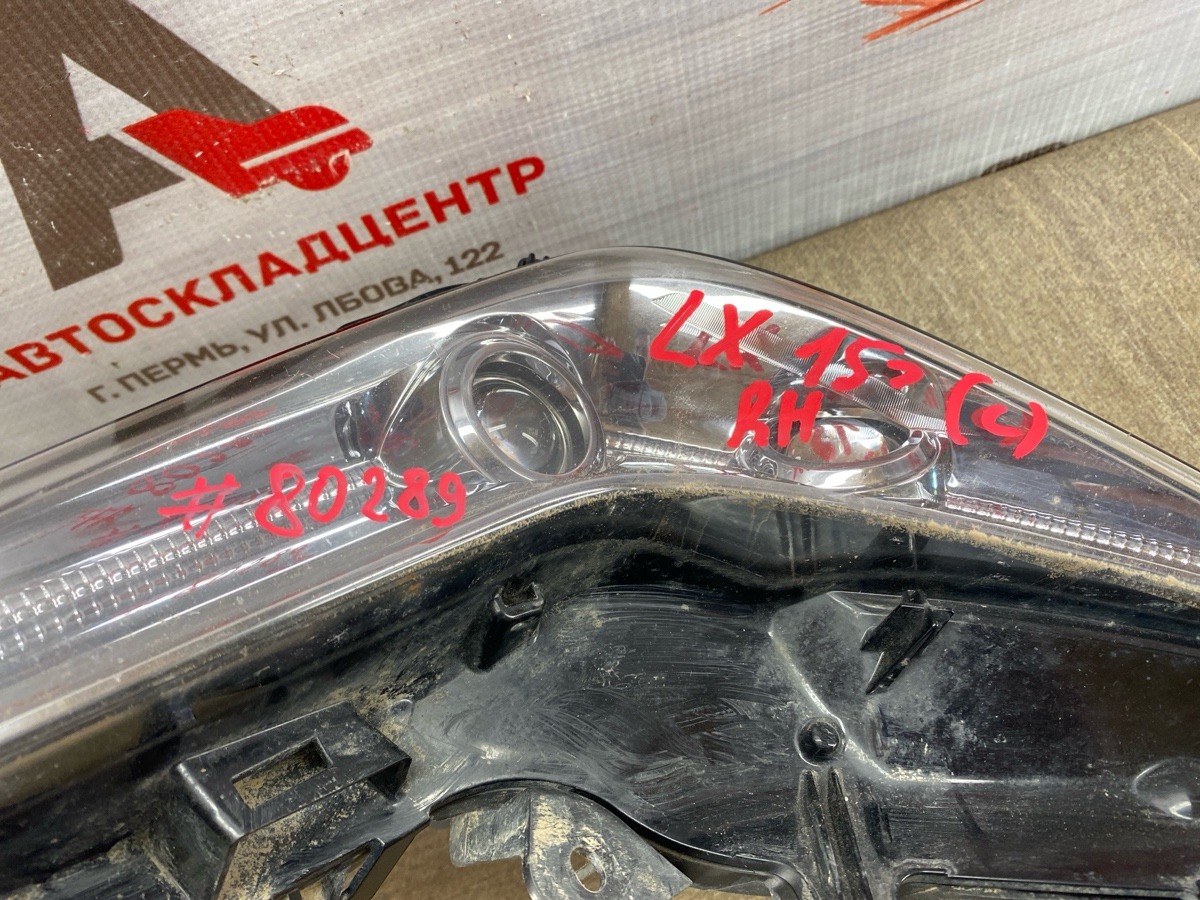 АВТОСКЛАДЦЕНТР
Г. ПЕРМЬ, УЛ. ЛБОВА, 122
LX 15> (с)
RH
#80289